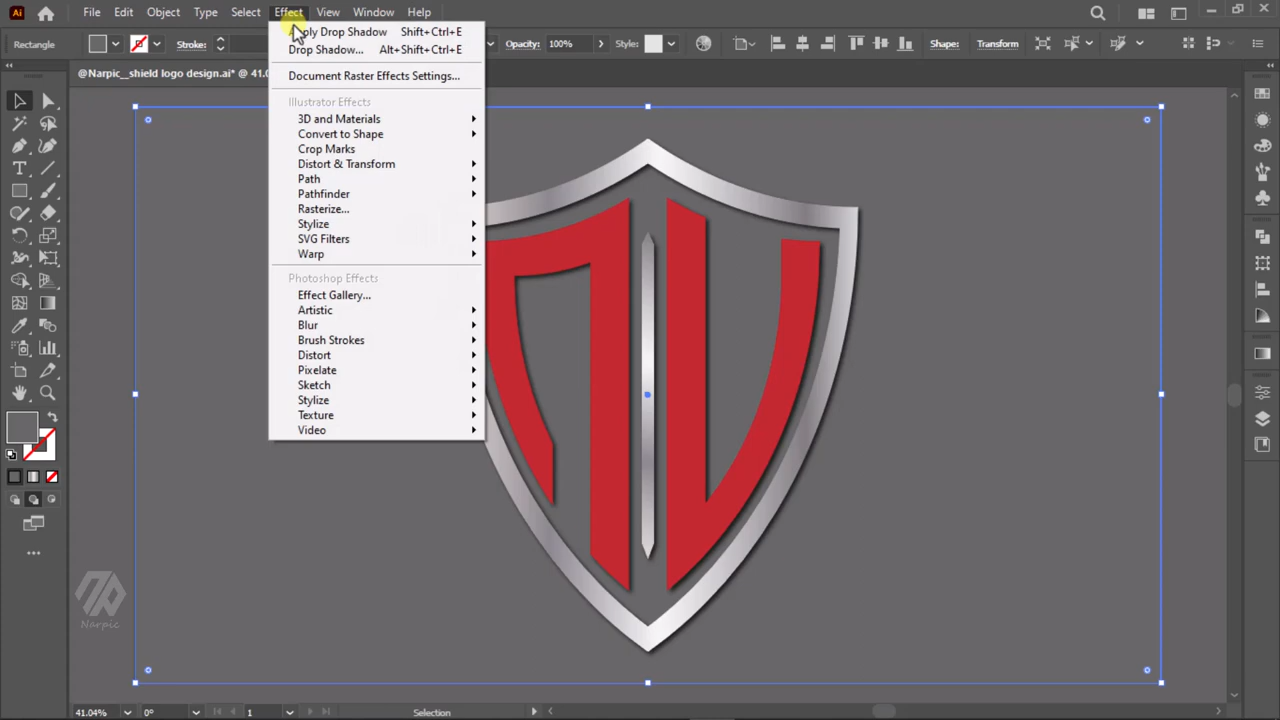 Ai File Edit Object Type Select Effect View Window Help
Rectangle Stroke: Opacity: 100% Style: Shape: Transform
@Narpic__shield logo design.ai* @ 41.0
Apply Drop Shadow Shift+Ctrl+E
Drop Shadow... Alt+Shift+Ctrl+E
Document Raster Effects Settings...
Illustrator Effects
3D and Materials
Convert to Shape
Crop Marks
Distort & Transform
Path
Pathfinder
Rasterize...
Stylize
SVG Filters
Warp
Photoshop Effects
Effect Gallery...
Artistic
Blur
Brush Strokes
Distort
Pixelate
Sketch
Stylize
Texture
Video
Narpic
41.04% 0° 1 Selection